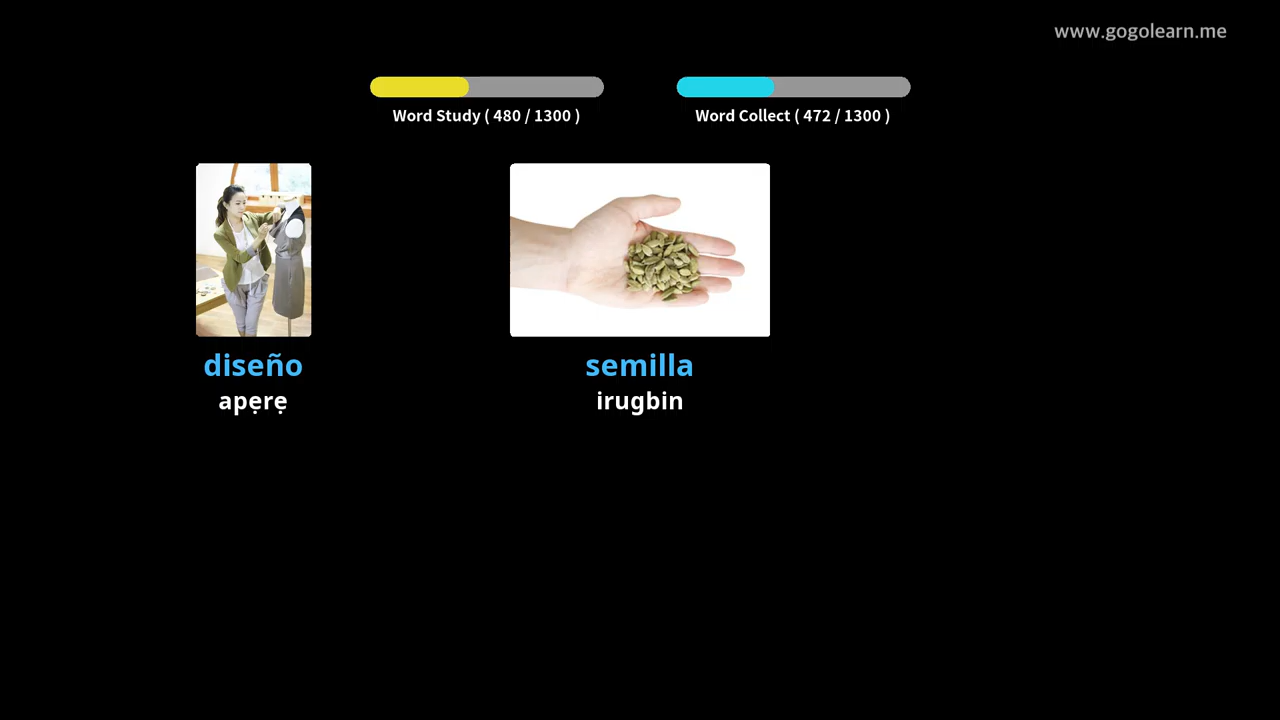 www.gogolearn.me
Word Study ( 480 / 1300 )
Word Collect ( 472 / 1300 )
diseño
apẹrẹ
semilla
irugbin